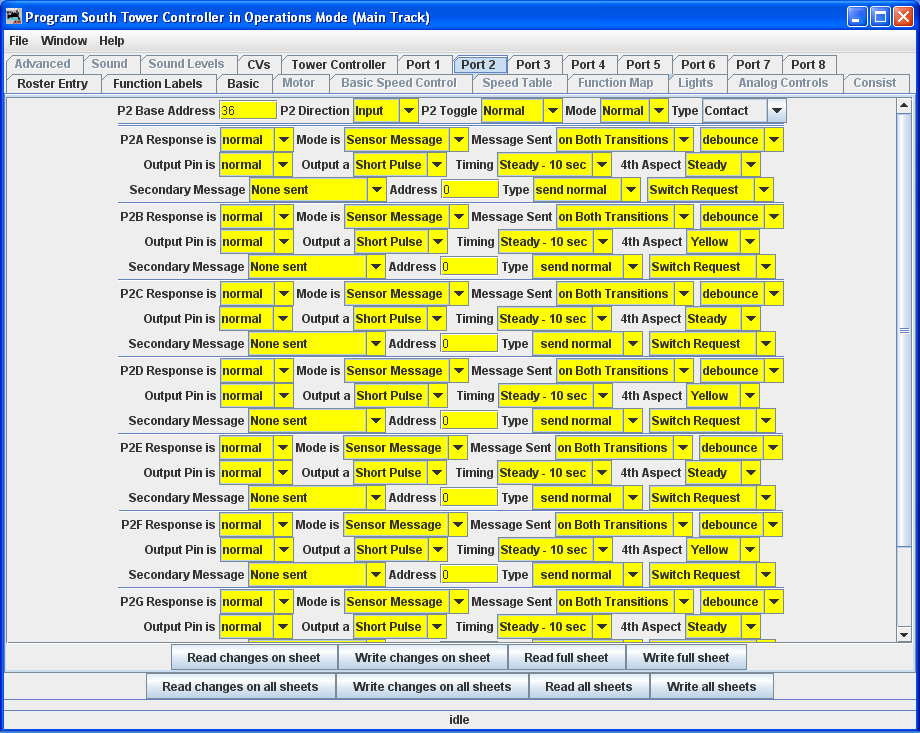 Program South Tower Controller in Operations Mode (Main Track)
File Window Help
Advanced Sound Sound Levels CVs Tower Controller Port 1 Port 2 Port 3 Port 4 Port 5 Port 6 Port 7 Port 8
Roster Entry Function Labels Basic Motor Basic Speed Control Speed Table Function Map Lights Analog Controls Consist
P2 Base Address 36 P2 Direction Input P2 Toggle Normal Mode Normal Type Contact
P2A Response is normal Mode is Sensor Message Message Sent on Both Transitions debounce
Output Pin is normal Output a Short Pulse Timing Steady - 10 sec 4th Aspect Steady
Secondary Message None sent Address 0 Type send normal Switch Request
P2B Response is normal Mode is Sensor Message Message Sent on Both Transitions debounce
Output Pin is normal Output a Short Pulse Timing Steady - 10 sec 4th Aspect Yellow
Secondary Message None sent Address 0 Type send normal Switch Request
P2C Response is normal Mode is Sensor Message Message Sent on Both Transitions debounce
Output Pin is normal Output a Short Pulse Timing Steady - 10 sec 4th Aspect Steady
Secondary Message None sent Address 0 Type send normal Switch Request
P2D Response is normal Mode is Sensor Message Message Sent on Both Transitions debounce
Output Pin is normal Output a Short Pulse Timing Steady - 10 sec 4th Aspect Yellow
Secondary Message None sent Address 0 Type send normal Switch Request
P2E Response is normal Mode is Sensor Message Message Sent on Both Transitions debounce
Output Pin is normal Output a Short Pulse Timing Steady - 10 sec 4th Aspect Steady
Secondary Message None sent Address 0 Type send normal Switch Request
P2F Response is normal Mode is Sensor Message Message Sent on Both Transitions debounce
Output Pin is normal Output a Short Pulse Timing Steady - 10 sec 4th Aspect Yellow
Secondary Message None sent Address 0 Type send normal Switch Request
P2G Response is normal Mode is Sensor Message Message Sent on Both Transitions debounce
Output Pin is normal Output a Short Pulse Timing Steady - 10 sec 4th Aspect Steady
Read changes on sheet Write changes on sheet Read full sheet Write full sheet
Read changes on all sheets Write changes on all sheets Read all sheets Write all sheets
idle